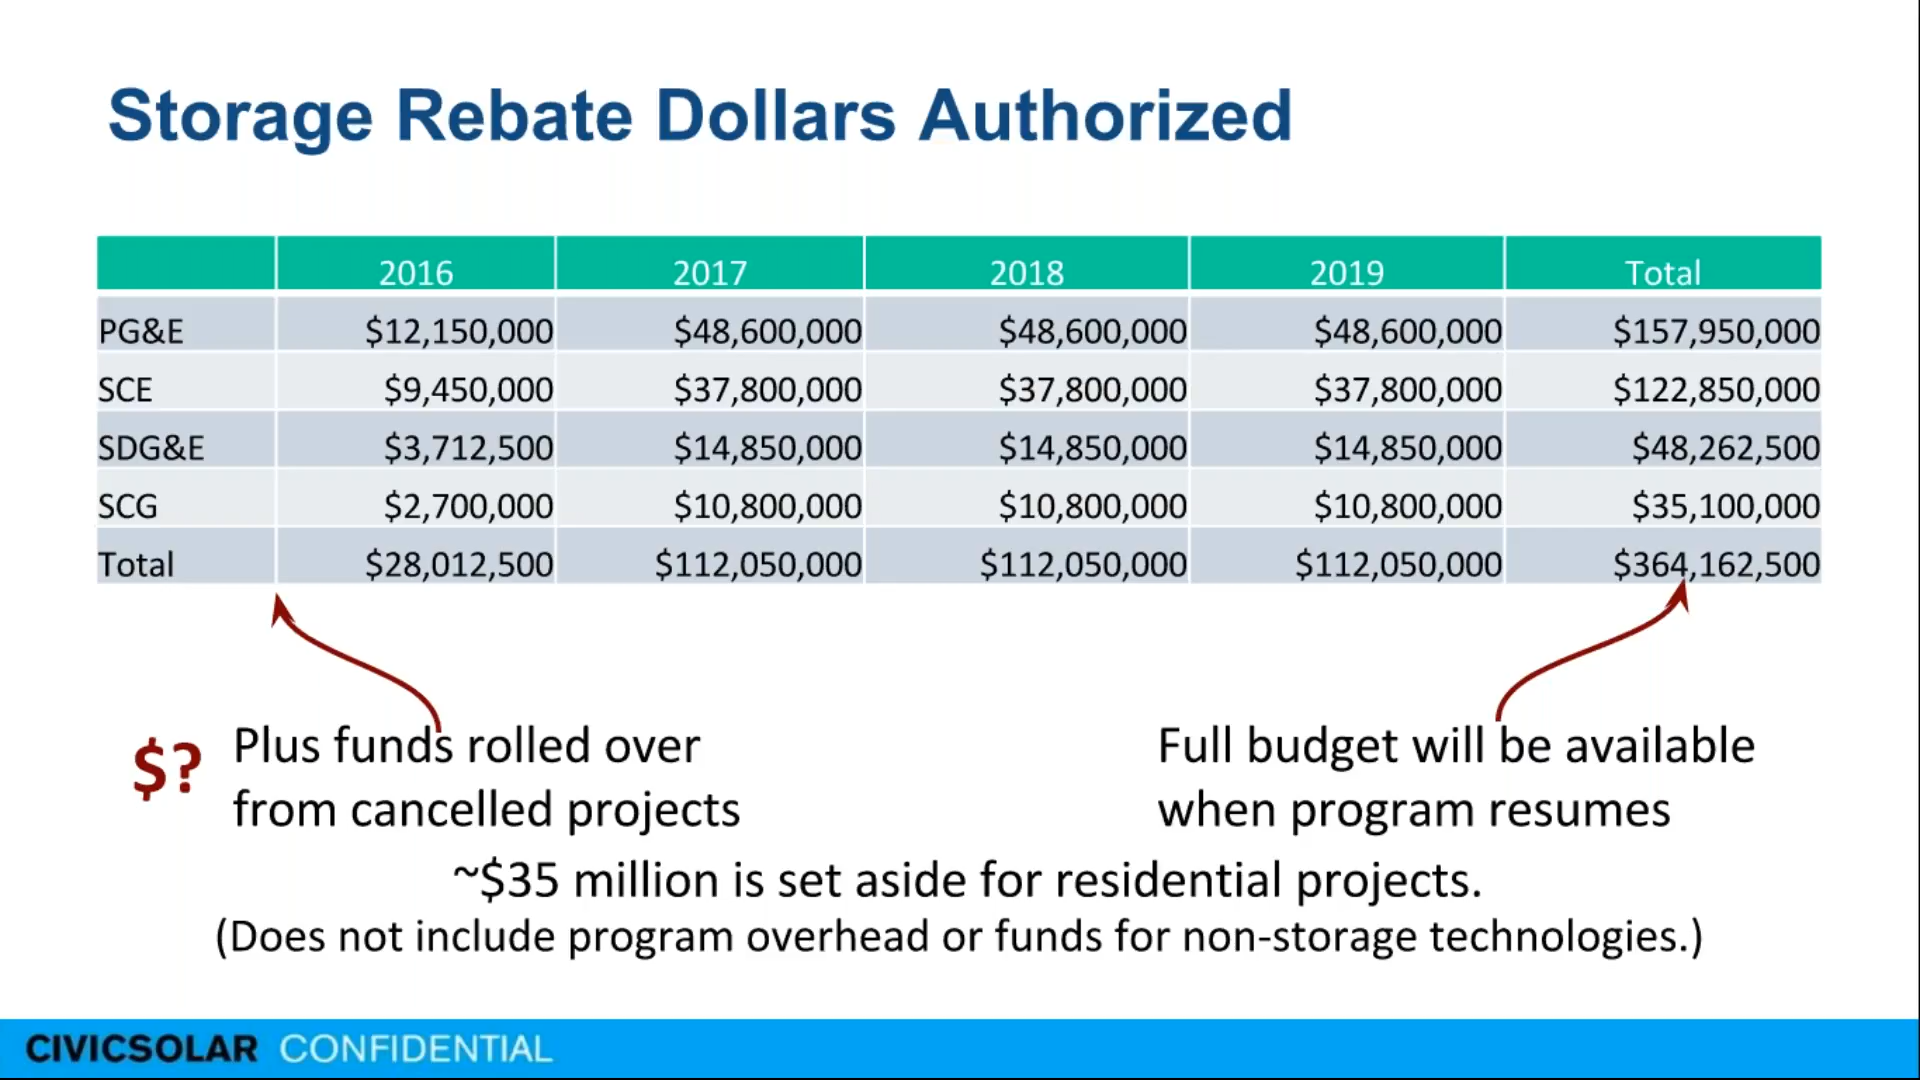 Storage Rebate Dollars Authorized
2016 2017 2018 2019 Total
PG&E $12,150,000 $48,600,000 $48,600,000 $48,600,000 $157,950,000
SCE $9,450,000 $37,800,000 $37,800,000 $37,800,000 $122,850,000
SDG&E $3,712,500 $14,850,000 $14,850,000 $14,850,000 $48,262,500
SCG $2,700,000 $10,800,000 $10,800,000 $10,800,000 $35,100,000
Total $28,012,500 $112,050,000 $112,050,000 $112,050,000 $364,162,500
$?
Plus funds rolled over
from cancelled projects
Full budget will be available
when program resumes
~$35 million is set aside for residential projects.
(Does not include program overhead or funds for non-storage technologies.)
CIVICSOLAR CONFIDENTIAL